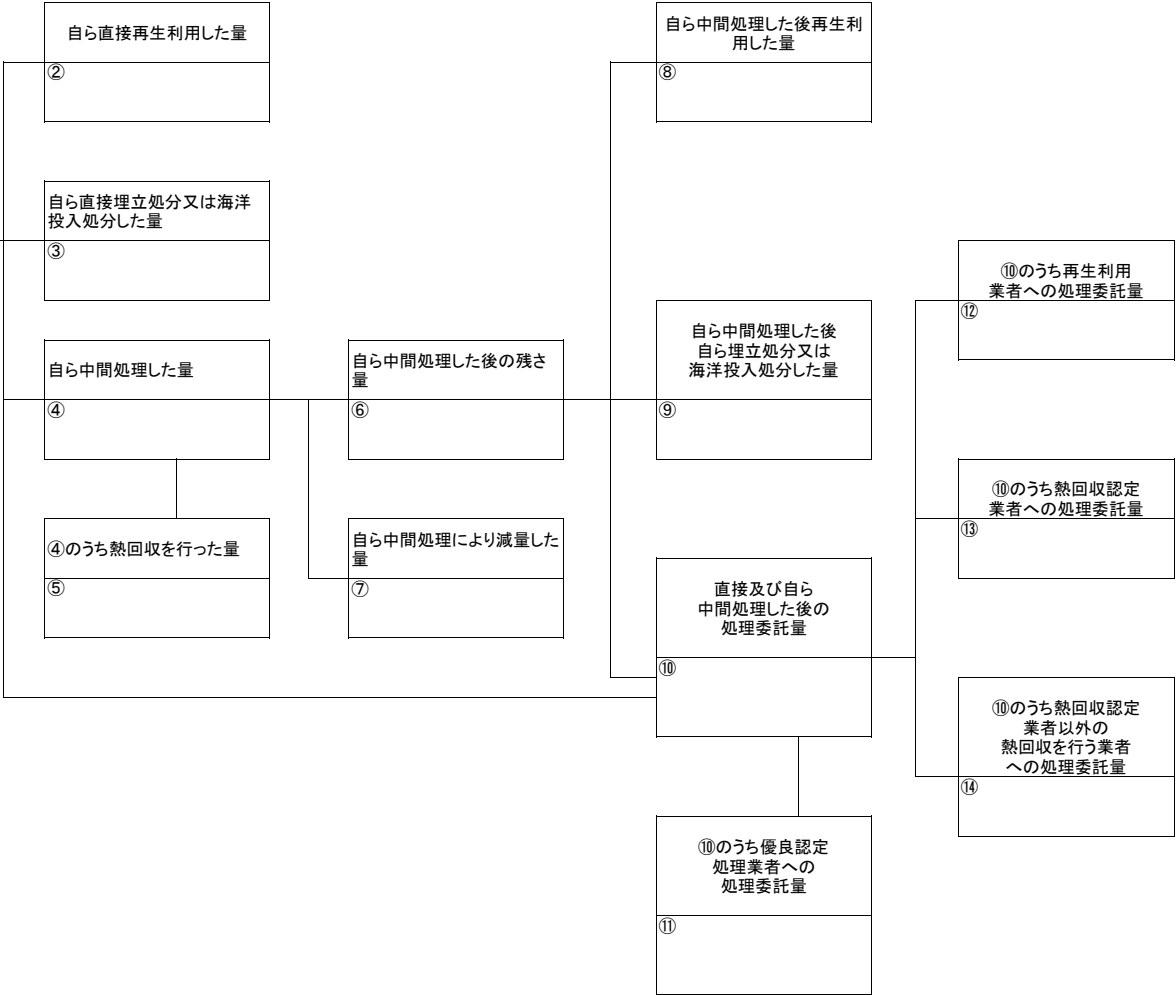 自ら直接再生利用した量
②
自ら直接埋立処分又は海洋
投入処分した量
③
自ら中間処理した量
④
④のうち熱回収を行った量
⑤
自ら中間処理した後の残さ
量
⑥
自ら中間処理により減量した
量
⑦
自ら中間処理した後再生利
用した量
⑧
自ら中間処理した後
自ら埋立処分又は
海洋投入処分した量
⑨
直接及び自ら
中間処理した後の
処理委託量
⑩
⑩のうち優良認定
処理業者への
処理委託量
⑪
⑩のうち再生利用
業者への処理委託量
⑫
⑩のうち熱回収認定
業者への処理委託量
⑬
⑩のうち熱回収認定
業者以外の
熱回収を行う業者
への処理委託量
⑭